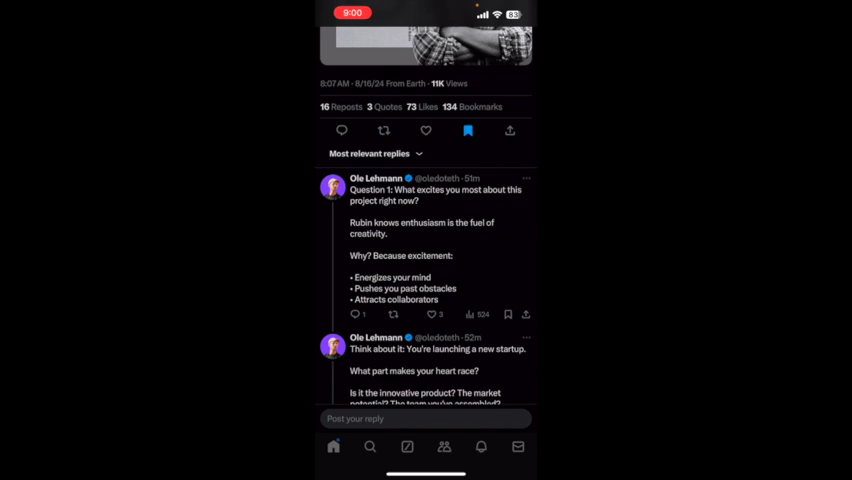 9:00
83
8:07 AM · 8/16/24 From Earth · 11K Views
16 Reposts 3 Quotes 73 Likes 134 Bookmarks
Most relevant replies
Ole Lehmann @oledoteth · 51m
Question 1: What excites you most about this
project right now?
Rubin knows enthusiasm is the fuel of
creativity.
Why? Because excitement:
• Energizes your mind
• Pushes you past obstacles
• Attracts collaborators
1 3 524
Ole Lehmann @oledoteth · 52m
Think about it: You're launching a new startup.
What part makes your heart race?
Is it the innovative product? The market
potential? The team you've assembled?
Post your reply